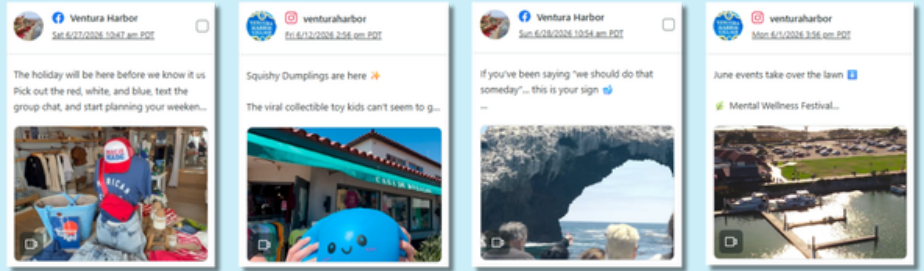 Ventura Harbor
Sat 6/27/2026 10:47 am PDT
The holiday will be here before we know it us
Pick out the red, white, and blue, text the
group chat, and start planning your weeken...
venturaharbor
Fri 6/12/2026 2:56 pm PDT
Squishy Dumplings are here ✨
The viral collectible toy kids can't seem to g...
Ventura Harbor
Sun 6/28/2026 10:54 am PDT
If you've been saying "we should do that
someday"... this is your sign
...
venturaharbor
Mon 6/1/2026 3:56 pm PDT
June events take over the lawn ⬇️
🌿 Mental Wellness Festival...